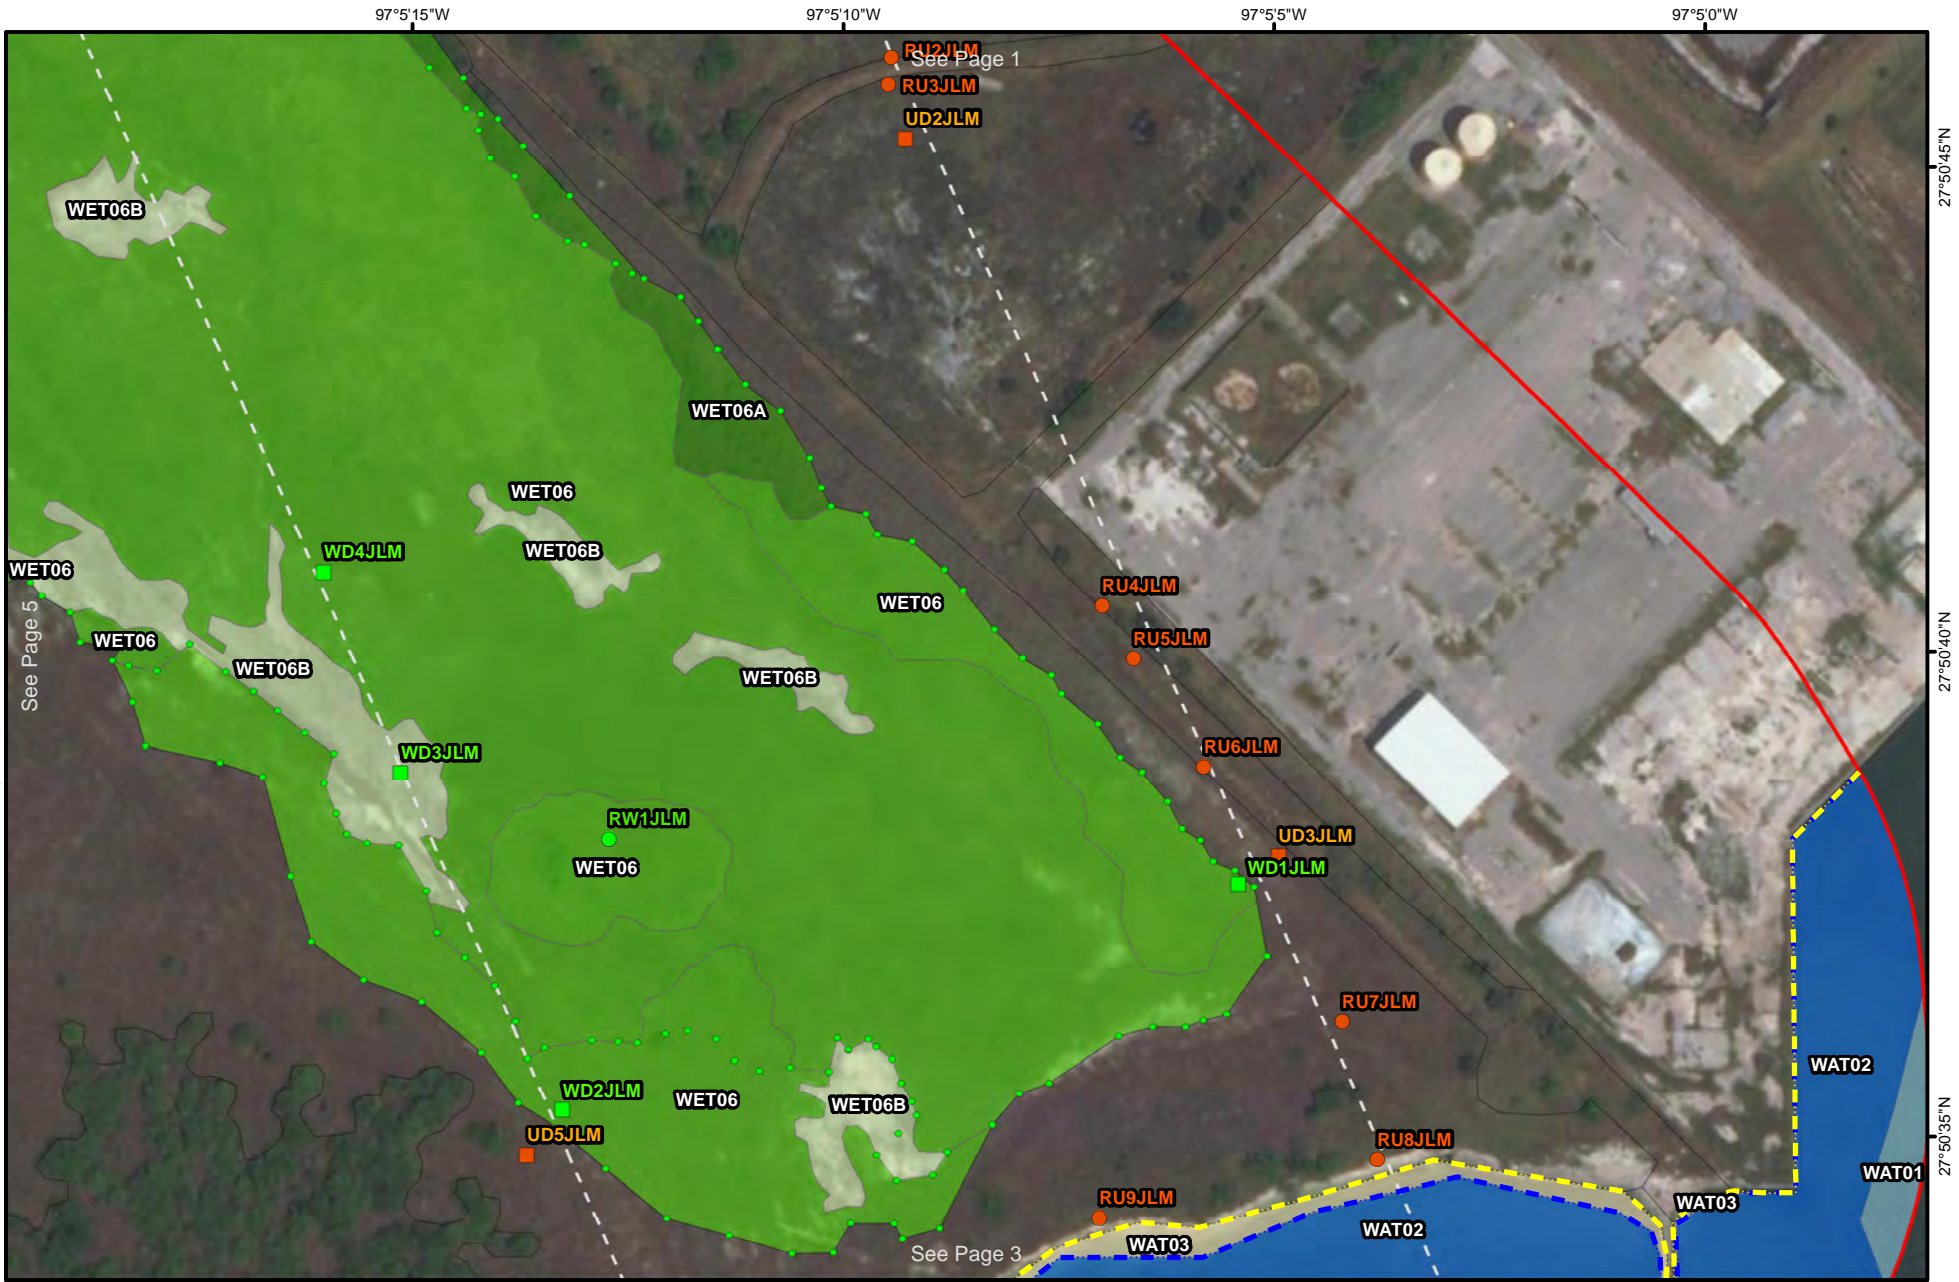 97°5'15"W
97°5'10"W
97°5'5"W
97°5'0"W
RU2JLM
See Page 1
RU3JLM
UD2JLM
27°50'45"N
WET06B
WET06A
WET06
WET06B
WD4JLM
WET06
RU4JLM
WET06
See Page 5
WET06
WET06B
WET06B
RU5JLM
27°50'40"N
WD3JLM
RU6JLM
RW1JLM
WET06
UD3JLM
WD1JLM
RU7JLM
WAT02
WD2JLM
WET06
WET06B
UD5JLM
RU8JLM
27°50'35"N
WAT01
RU9JLM
WAT03
WAT02
WAT03
See Page 3